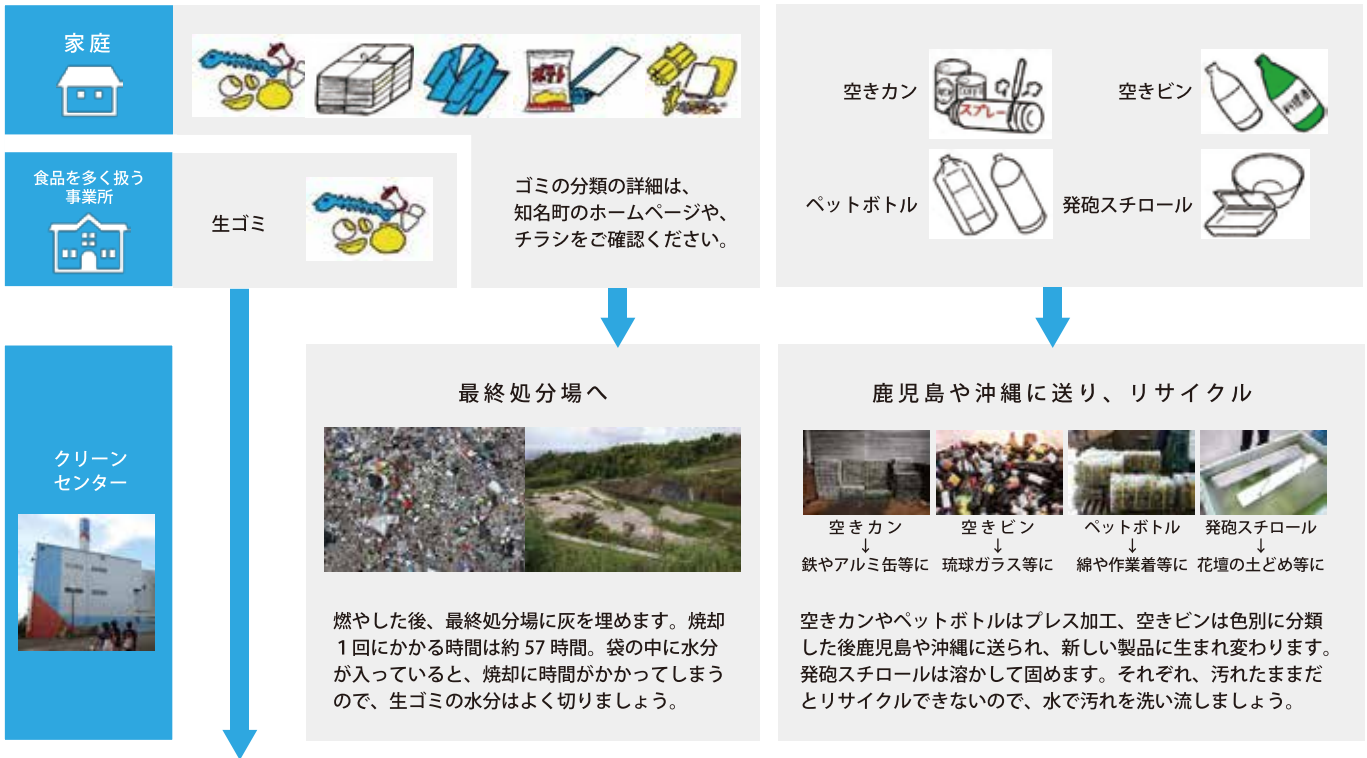 家庭
食品を多く扱う
事業所
生ゴミ
ゴミの分類の詳細は、
知名町のホームページや、
チラシをご確認ください。
空きカン
スプレー
空きビン
ペットボトル
発砲スチロール
クリーン
センター
最終処分場へ
燃やした後、最終処分場に灰を埋めます。焼却
１回にかかる時間は約 57 時間。袋の中に水分
が入っていると、焼却に時間がかかってしまう
ので、生ゴミの水分はよく切りましょう。
鹿児島や沖縄に送り、リサイクル
空きカン
↓
鉄やアルミ缶等に
空きビン
↓
琉球ガラス等に
ペットボトル
↓
綿や作業着等に
発砲スチロール
↓
花壇の土どめ等に
空きカンやペットボトルはプレス加工、空きビンは色別に分類
した後鹿児島や沖縄に送られ、新しい製品に生まれ変わります。
発砲スチロールは溶かして固めます。それぞれ、汚れたままだ
とリサイクルできないので、水で汚れを洗い流しましょう。